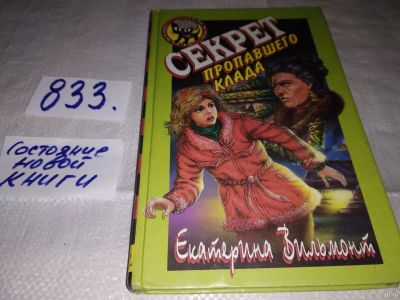 833.
Состояние
новой
книги
СЕКРЕТ
ПРОПАВШЕГО
КЛАДА
Екатерина Вильмонт